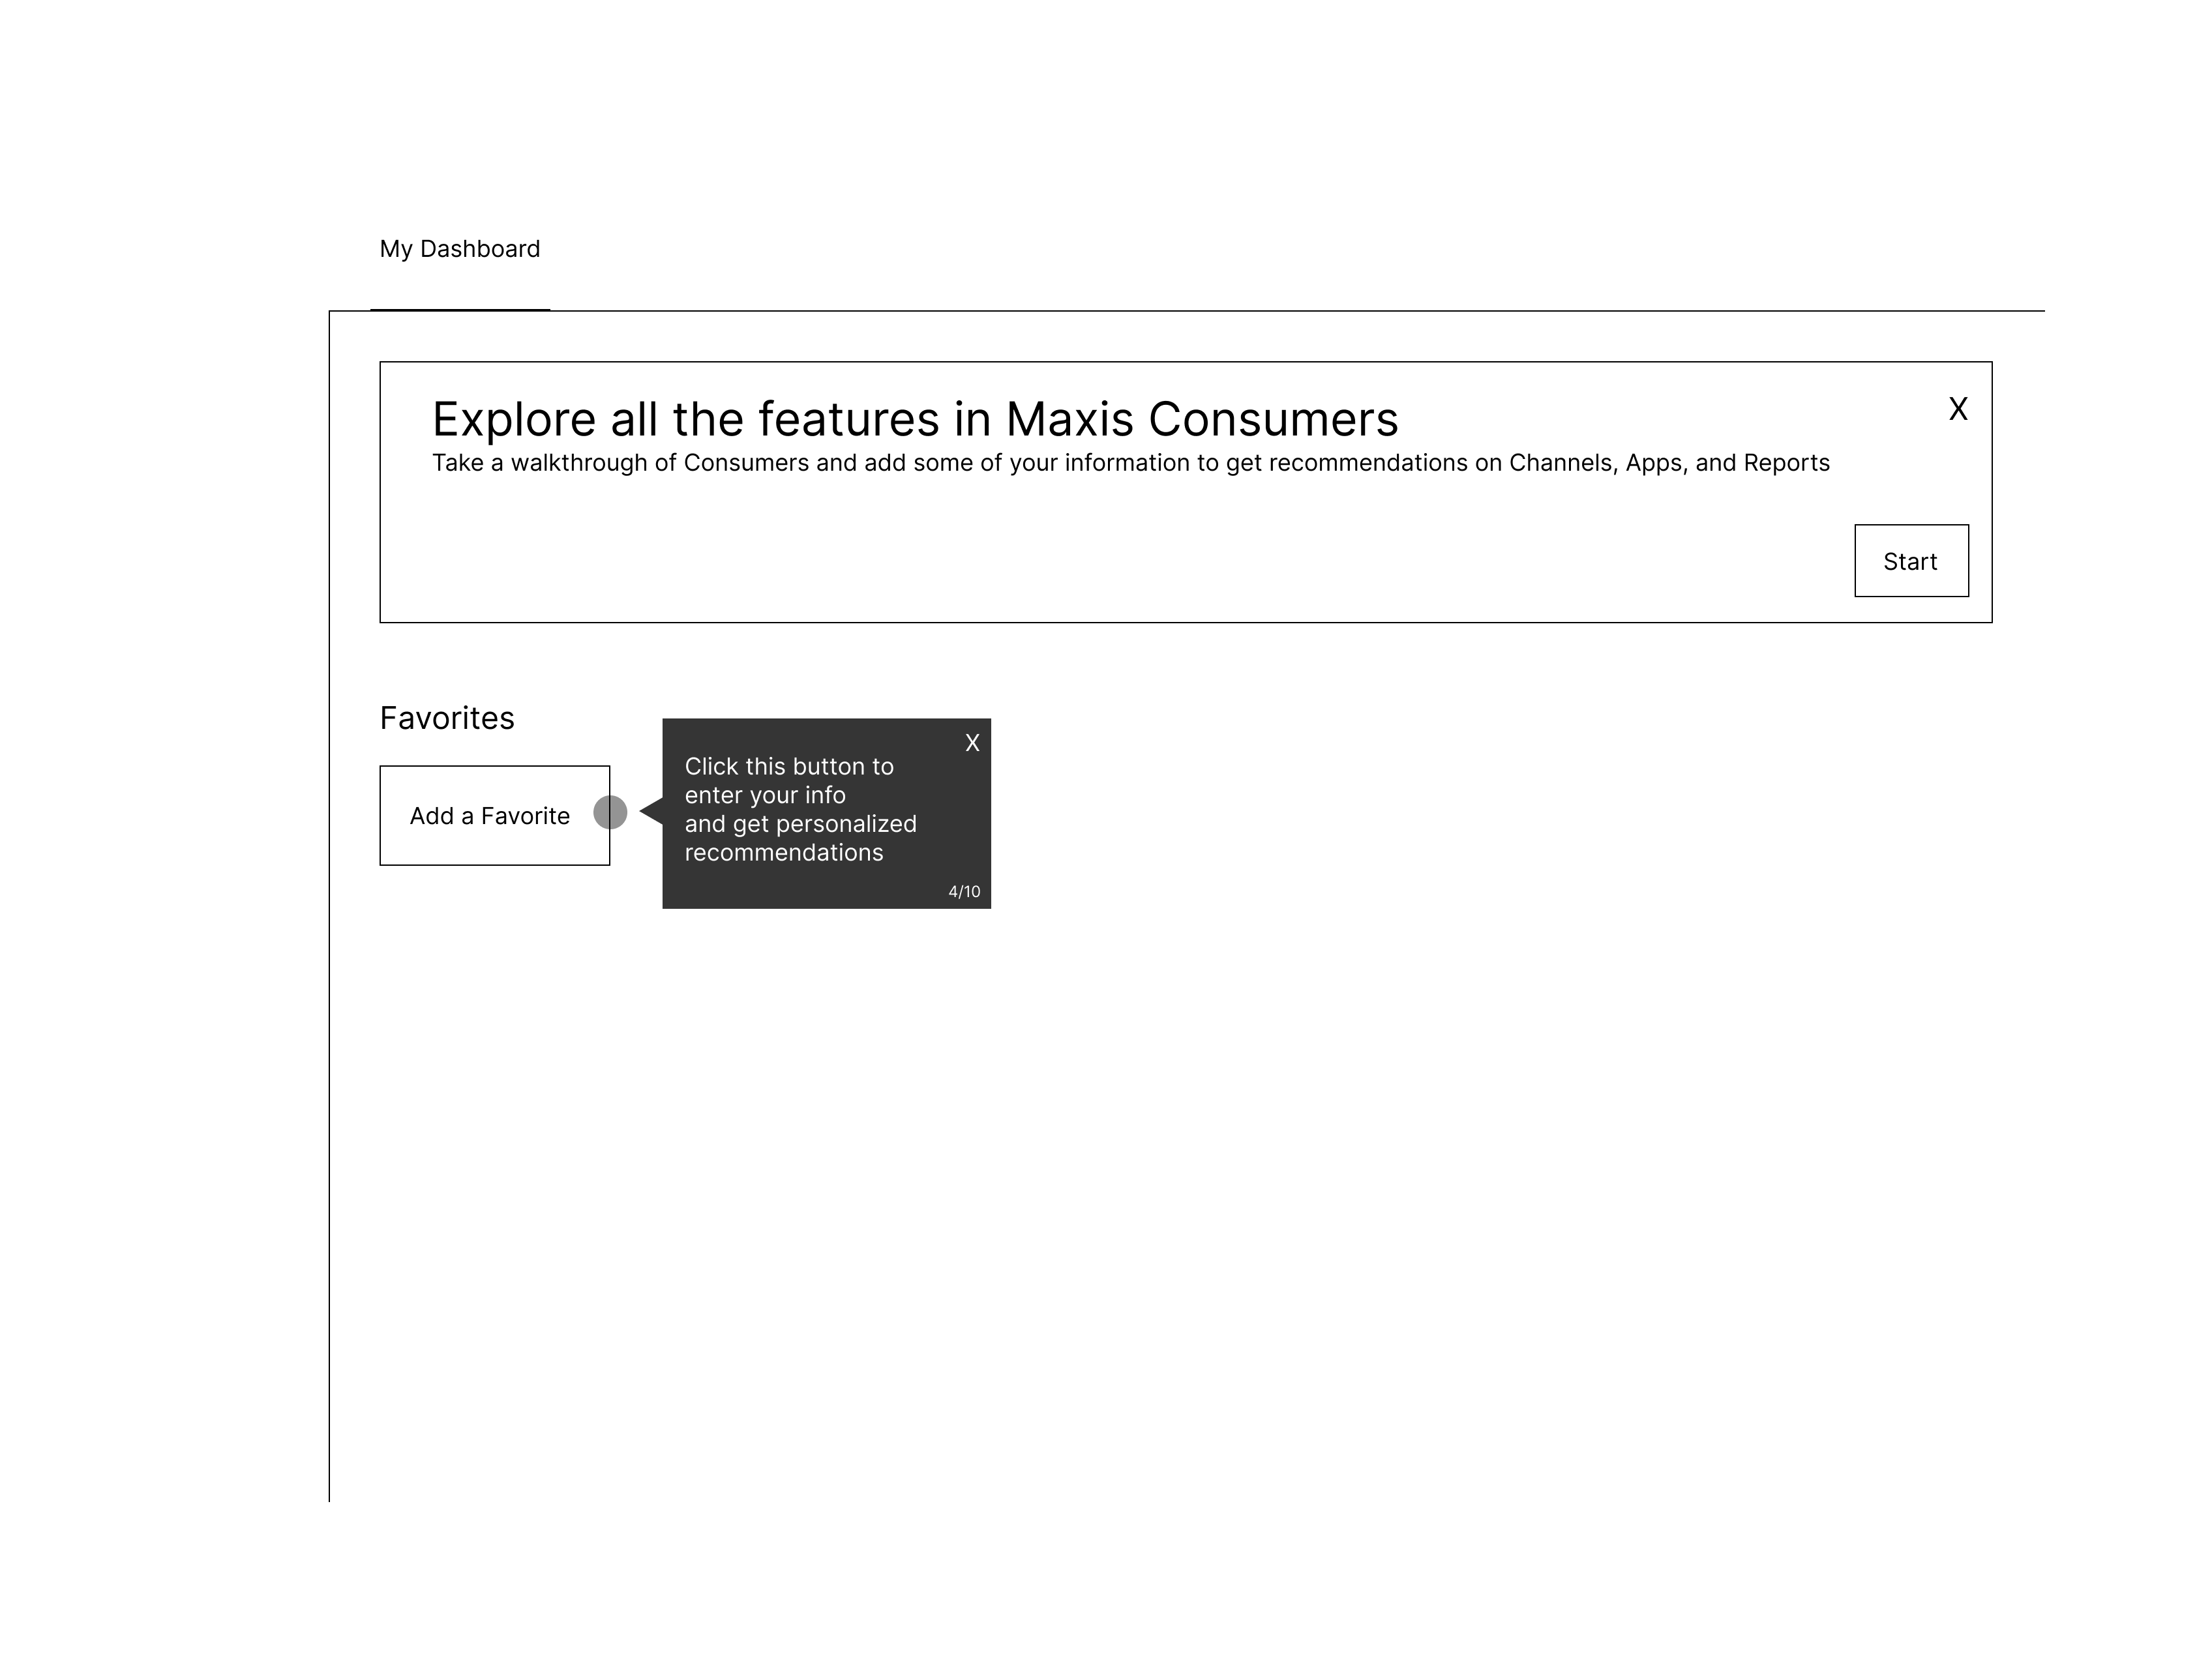 My Dashboard
Explore all the features in Maxis Consumers
X
Take a walkthrough of Consumers and add some of your information to get recommendations on Channels, Apps, and Reports
Start
Favorites
Add a Favorite
X
Click this button to
enter your info
and get personalized
recommendations
4/10